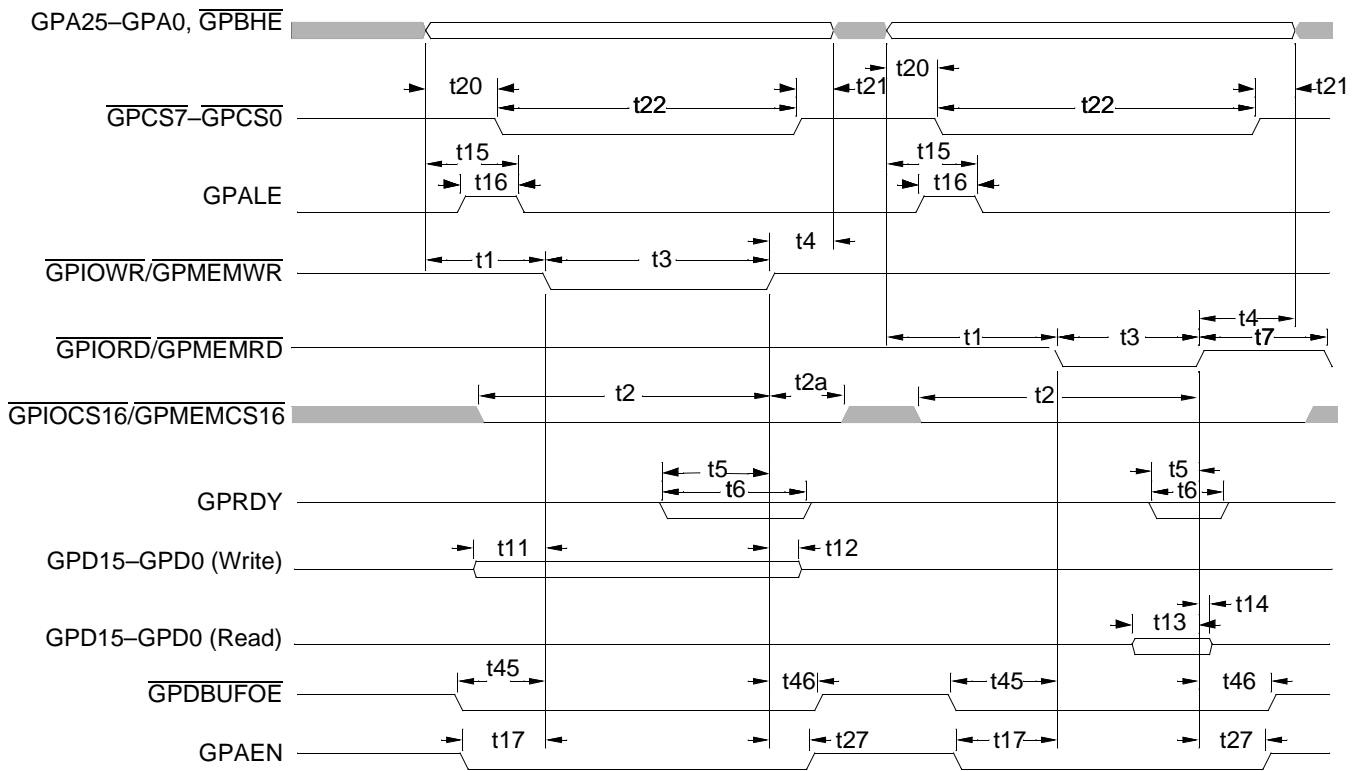 GPA25–GPA0, GPBHE
t20 t21 t20 t21
GPCS7–GPCS0 t22 t22
t15 t15
GPALE t16 t16
t4
GPIOWR/GPMEMWR t1 t3
t4
GPIORD/GPMEMRD t1 t3 t7
GPIOCS16/GPMEMCS16 t2 t2a t2
t5 t5
GPRDY t6 t6
GPD15–GPD0 (Write) t11 t12
t14
GPD15–GPD0 (Read) t13
GPDBUFOE t45 t46 t45 t46
GPAEN t17 t27 t17 t27